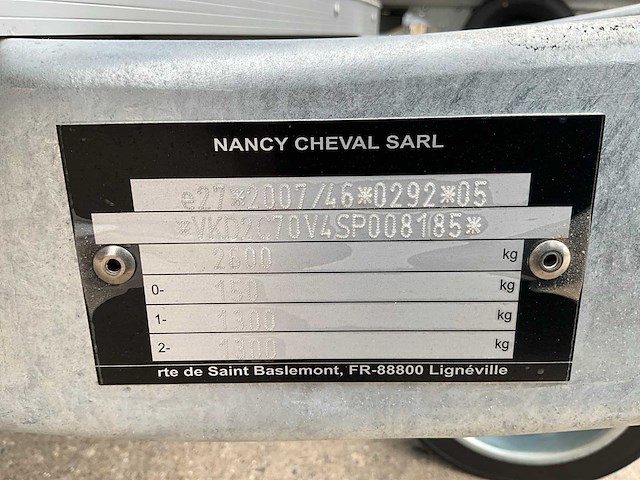 NANCY CHEVAL SARL
e27*2007/46*0292*05
*VKD2C70V4SP008185*
2600 kg
0- 150 kg
1- 1300 kg
2- 1300 kg
rte de Saint Baslemont, FR-88800 Lignéville